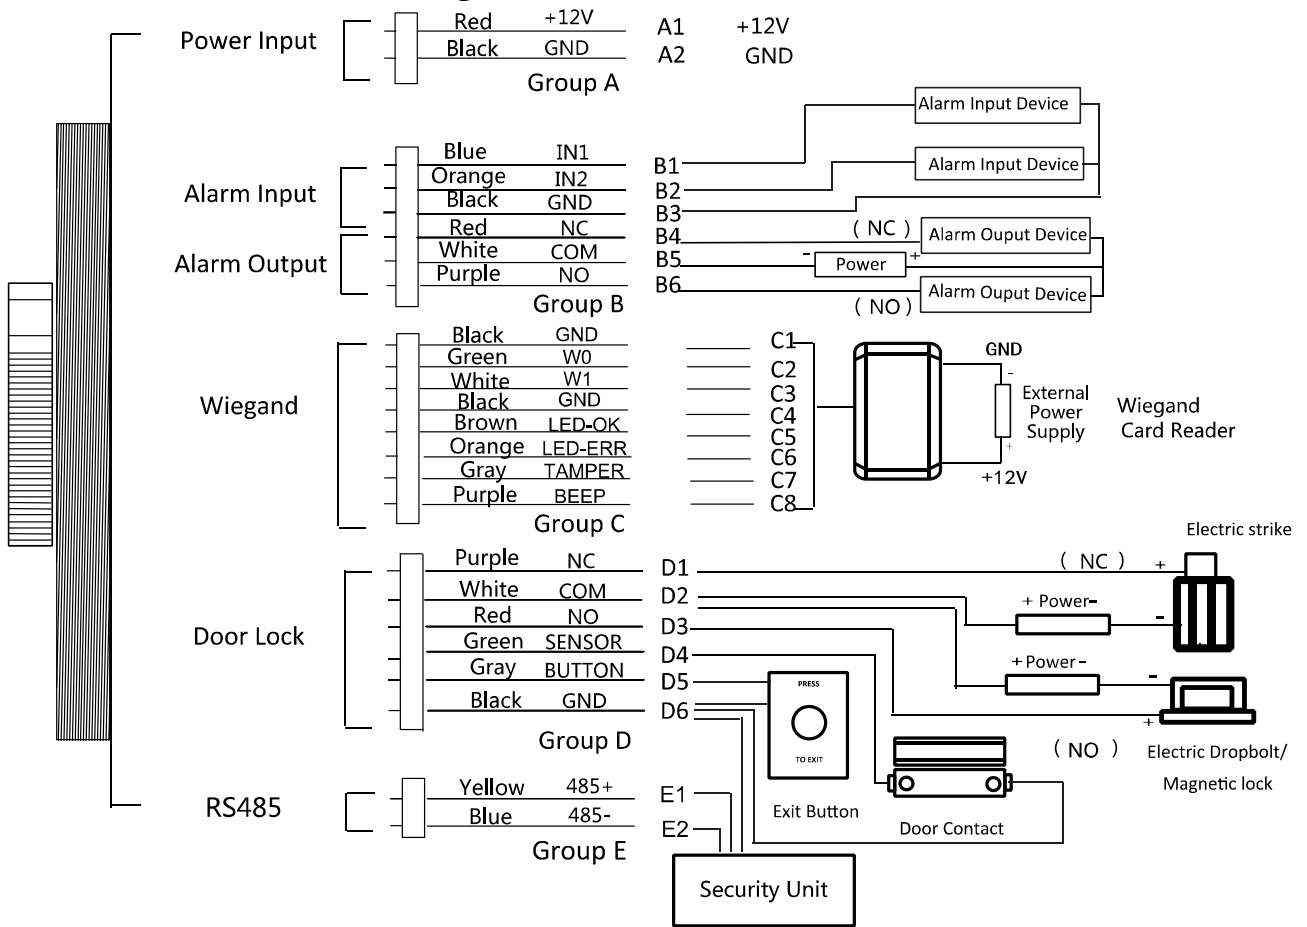 Power Input
Red +12V
Black GND
Group A
A1 +12V
A2 GND
Alarm Input
Alarm Output
Blue IN1
Orange IN2
Black GND
Red NC
White COM
Purple NO
Group B
B1
B2
B3
B4
B5
B6
Alarm Input Device
Alarm Input Device
( NC ) Alarm Ouput Device
- Power +
( NO ) Alarm Ouput Device
Wiegand
Black GND
Green W0
White W1
Black GND
Brown LED-OK
Orange LED-ERR
Gray TAMPER
Purple BEEP
Group C
C1
C2
C3
C4
C5
C6
C7
C8
GND
-
External
Power
Supply
+
+12V
Wiegand
Card Reader
Door Lock
Purple NC
White COM
Red NO
Green SENSOR
Gray BUTTON
Black GND
Group D
D1
D2
D3
D4
D5
D6
Electric strike
( NC ) +
+ Power- -
+ Power- -
+
( NO )
Electric Dropbolt/
Magnetic lock
PRESS
TO EXIT
Exit Button
Door Contact
RS485
Yellow 485+
Blue 485-
Group E
E1
E2
Security Unit